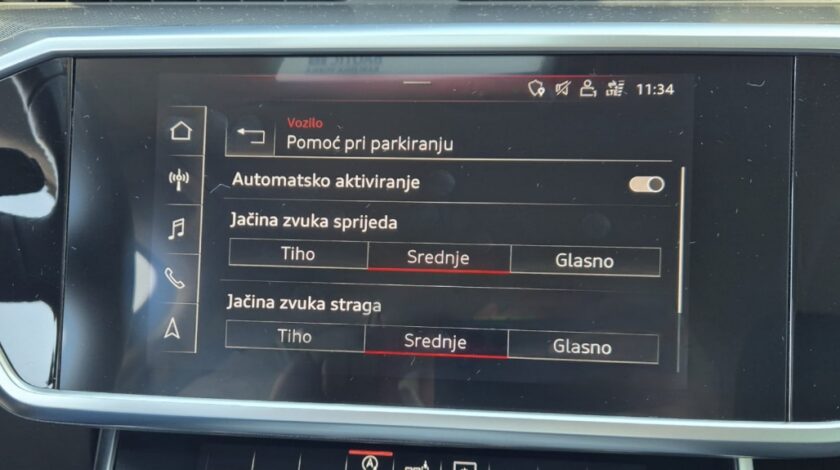 11:34
Vozilo
Pomoć pri parkiranju
Automatsko aktiviranje
Jačina zvuka sprijeda
Tiho Srednje Glasno
Jačina zvuka straga
Tiho Srednje Glasno